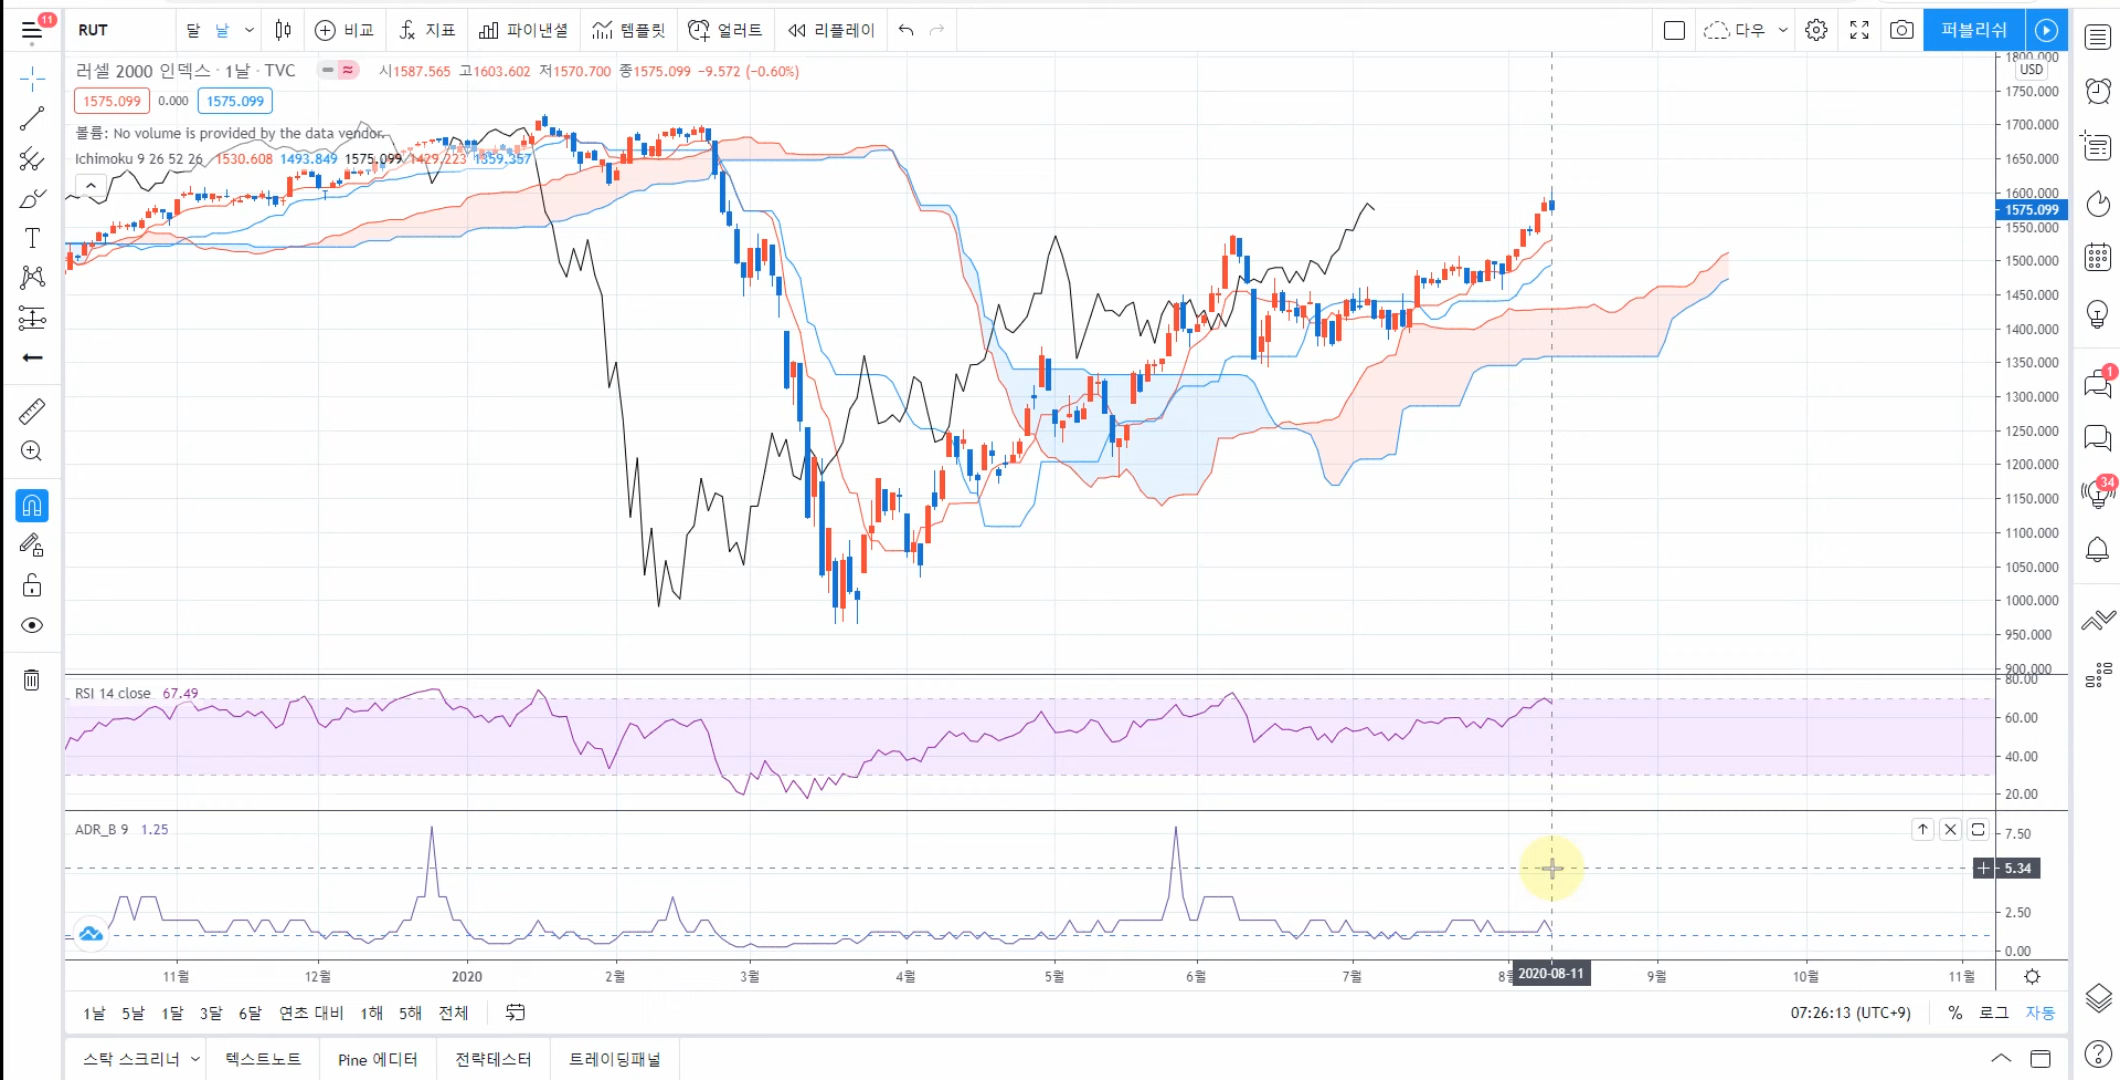 11
RUT 달 날 비교 지표 파이낸셜 템플릿 얼러트 리플레이 다우 퍼블리쉬
러셀 2000 인덱스 · 1날 · TVC 시1587.565 고1603.602 저1570.700 종1575.099 −9.572 (−0.60%)
1575.099 0.000 1575.099
볼륨: No volume is provided by the data vendor.
Ichimoku 9 26 52 26 1530.608 1493.849 1575.099 1429.223 1359.357
1800.000
USD
1750.000
1700.000
1650.000
1600.000
1575.099
1550.000
1500.000
1450.000
1400.000
1350.000
1300.000
1250.000
1200.000
1150.000
1100.000
1050.000
1000.000
950.000
900.000
1
34
RSI 14 close 67.49
80.00
60.00
40.00
20.00
ADR_B 9 1.25
7.50
5.34
2.50
0.00
11월 12월 2020 2월 3월 4월 5월 6월 7월 2020-08-11 9월 10월 11월
1날 5날 1달 3달 6달 연초 대비 1해 5해 전체 07:26:13 (UTC+9) % 로그 자동
스탁 스크리너 텍스트노트 Pine 에디터 전략테스터 트레이딩패널